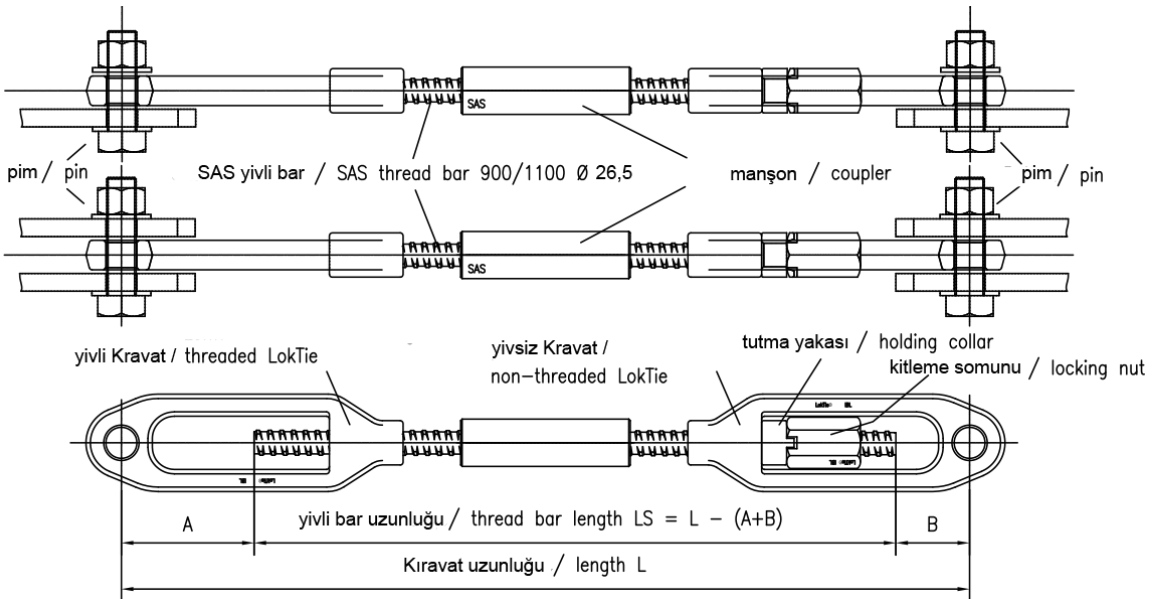 SAS
pim / pin
SAS yivli bar / SAS thread bar 900/1100 Ø 26,5
manşon / coupler
pim / pin
SAS
yivli Kravat / threaded LokTie
yivsiz Kravat /
non-threaded LokTie
tutma yakası / holding collar
kitleme somunu / locking nut
A
yivli bar uzunluğu / thread bar length LS = L - (A+B)
B
Kıravat uzunluğu / length L